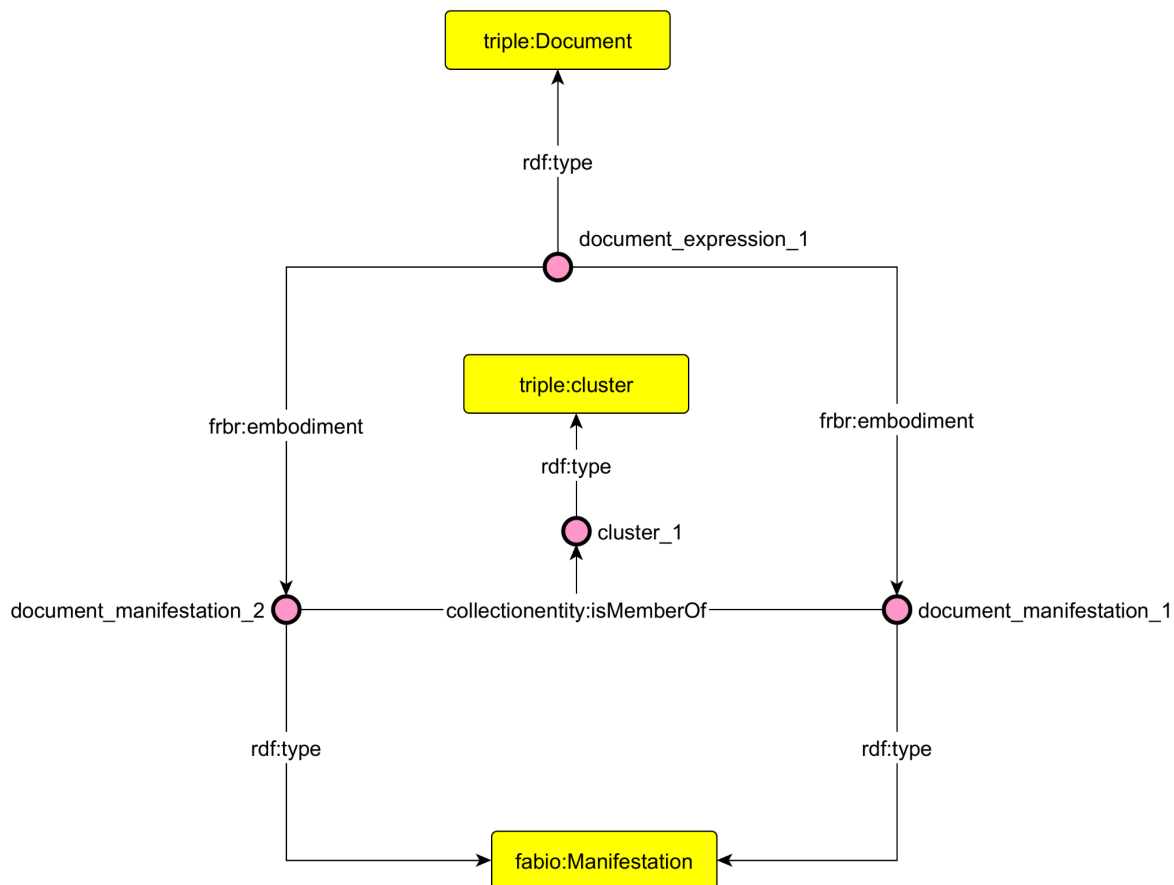 triple:Document
rdf:type
document_expression_1
triple:cluster
frbr:embodiment
frbr:embodiment
rdf:type
cluster_1
document_manifestation_2
collectionentity:isMemberOf
document_manifestation_1
rdf:type
rdf:type
fabio:Manifestation